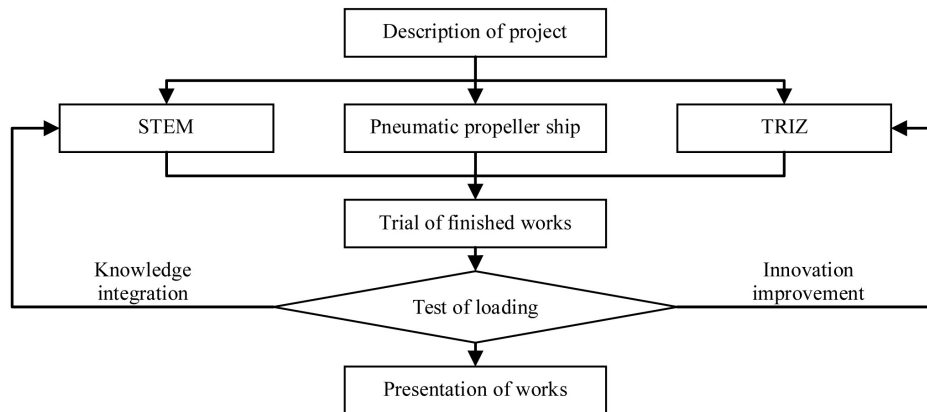 Description of project
STEM
Pneumatic propeller ship
TRIZ
Trial of finished works
Knowledge
integration
Test of loading
Innovation
improvement
Presentation of works